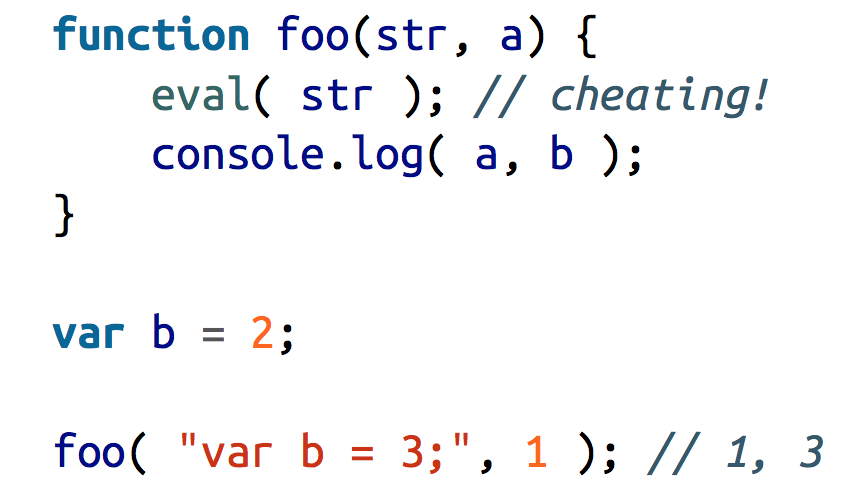 function foo(str, a) {
    eval( str ); // cheating!
    console.log( a, b );
}
var b = 2;
foo( "var b = 3;", 1 ); // 1, 3